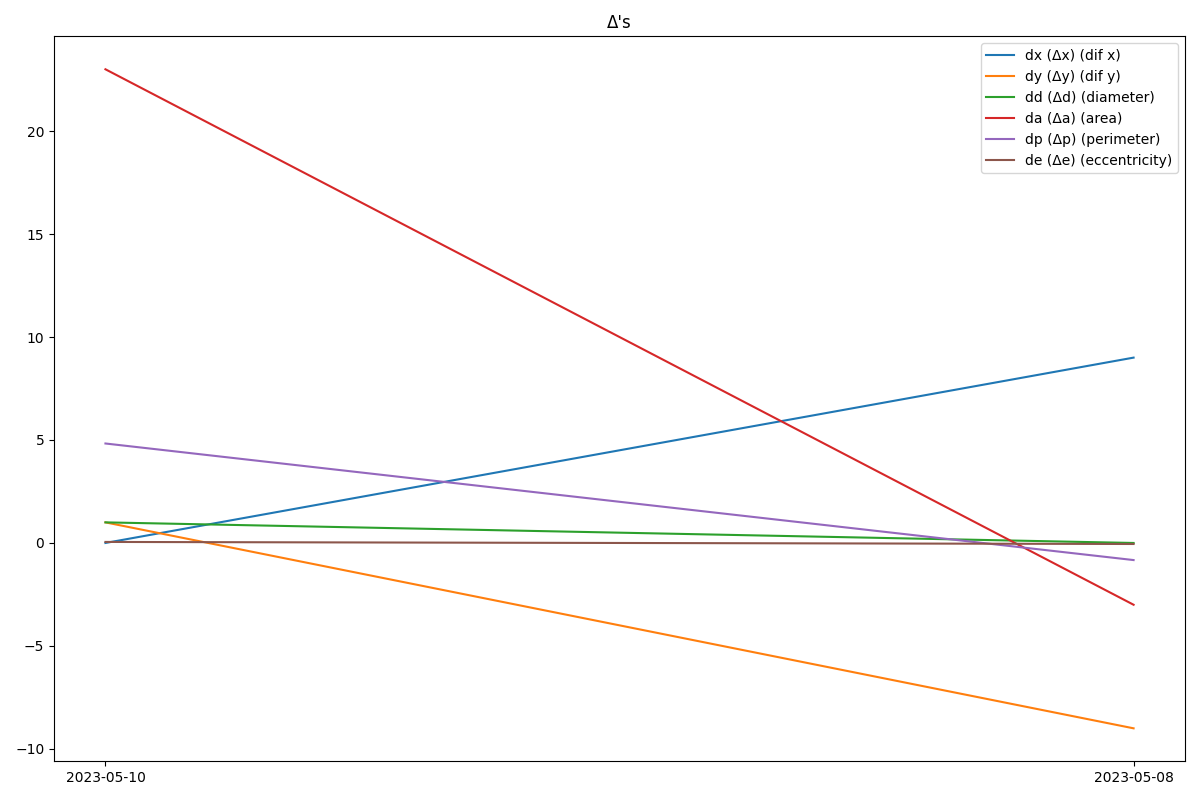 Δ's
dx (Δx) (dif x)
dy (Δy) (dif y)
dd (Δd) (diameter)
da (Δa) (area)
dp (Δp) (perimeter)
de (Δe) (eccentricity)
20
15
10
5
0
−5
−10
2023-05-10 2023-05-08